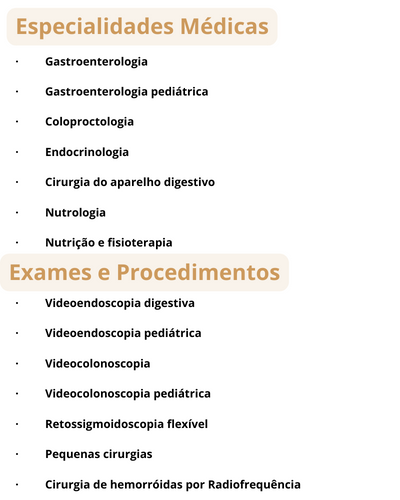 Especialidades Médicas
· Gastroenterologia
· Gastroenterologia pediátrica
· Coloproctologia
· Endocrinologia
· Cirurgia do aparelho digestivo
· Nutrologia
· Nutrição e fisioterapia
Exames e Procedimentos
· Videoendoscopia digestiva
· Videoendoscopia pediátrica
· Videocolonoscopia
· Videocolonoscopia pediátrica
· Retossigmoidoscopia flexível
· Pequenas cirurgias
· Cirurgia de hemorróidas por Radiofrequência